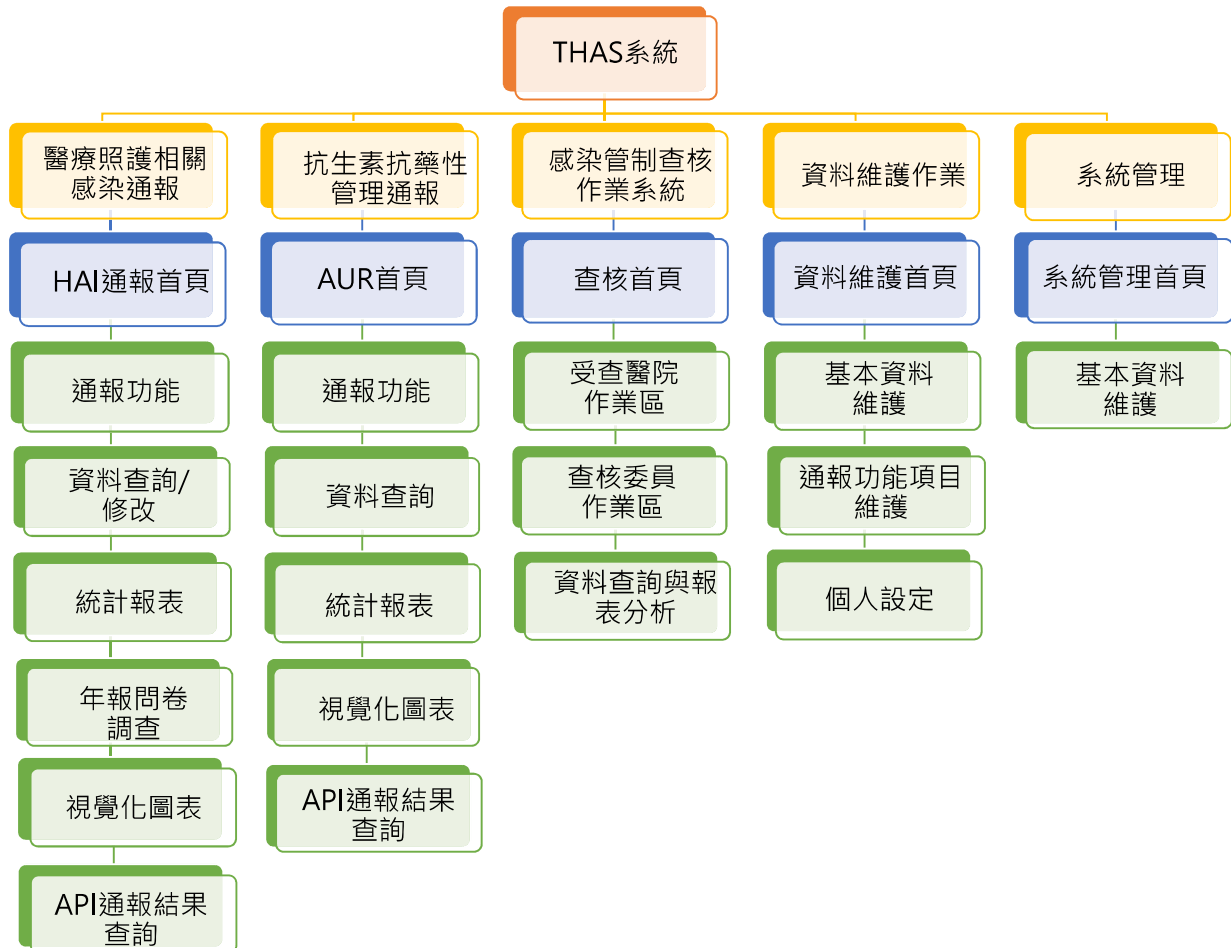 THAS系統
醫療照護相關
感染通報
HAI通報首頁
通報功能
資料查詢/
修改
統計報表
年報問卷
調查
視覺化圖表
API通報結果
查詢
抗生素抗藥性
管理通報
AUR首頁
通報功能
資料查詢
統計報表
視覺化圖表
API通報結果
查詢
感染管制查核
作業系統
查核首頁
受查醫院
作業區
查核委員
作業區
資料查詢與報
表分析
資料維護作業
資料維護首頁
基本資料
維護
通報功能項目
維護
個人設定
系統管理
系統管理首頁
基本資料
維護